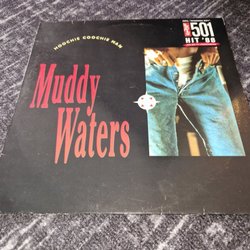 HOOCHIE COOCHIE MAN
501
HIT '88
Muddy
Waters